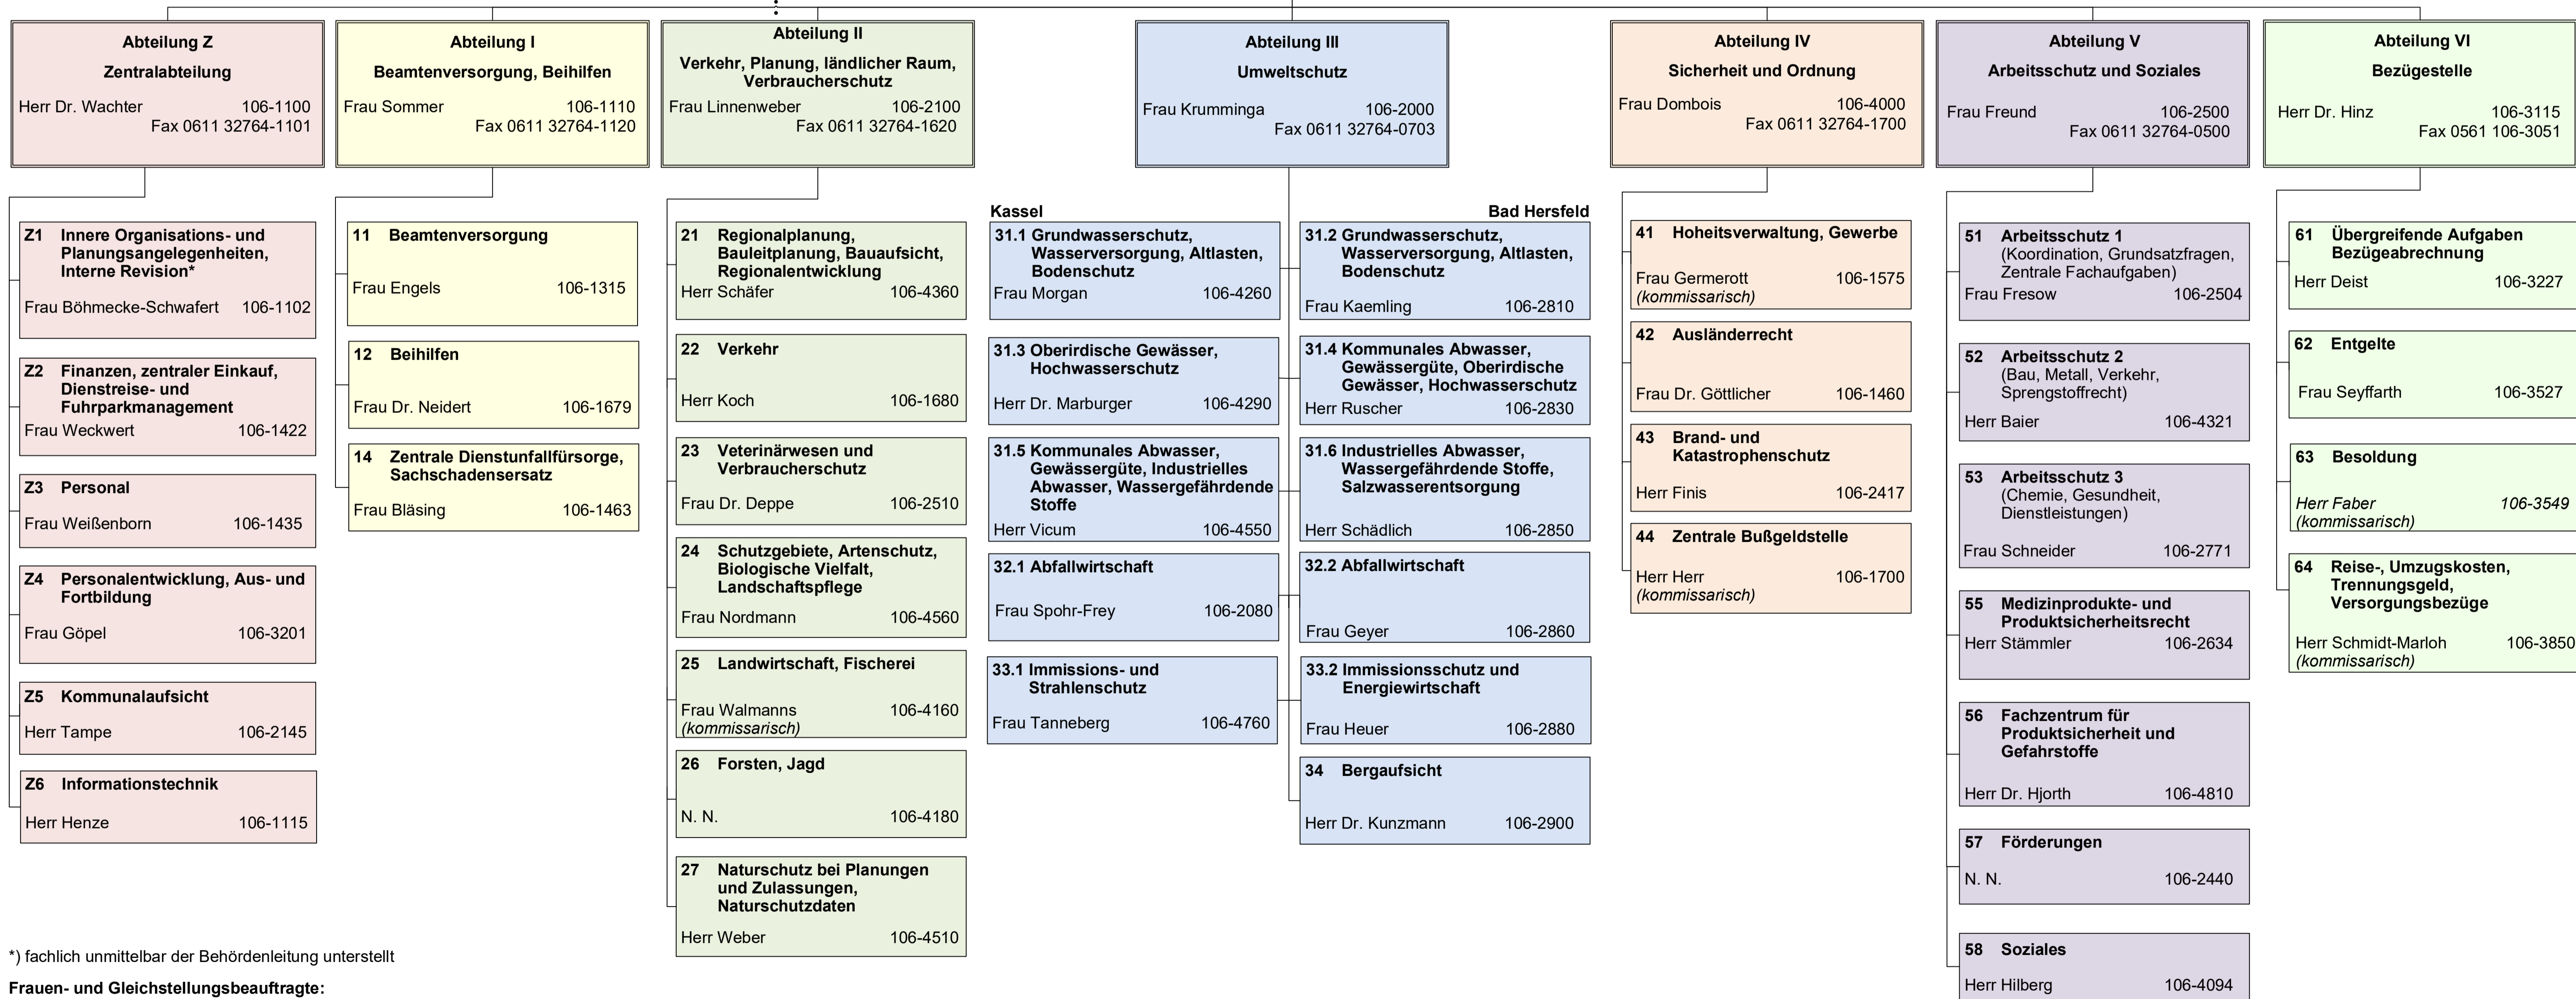 Abteilung Z
Zentralabteilung
Herr Dr. Wachter 106-1100
Fax 0611 32764-1101
Z1 Innere Organisations- und
Planungsangelegenheiten,
Interne Revision*
Frau Böhmecke-Schwafert 106-1102
Z2 Finanzen, zentraler Einkauf,
Dienstreise- und
Fuhrparkmanagement
Frau Weckwert 106-1422
Z3 Personal
Frau Weißenborn 106-1435
Z4 Personalentwicklung, Aus- und
Fortbildung
Frau Göpel 106-3201
Z5 Kommunalaufsicht
Herr Tampe 106-2145
Z6 Informationstechnik
Herr Henze 106-1115
Abteilung I
Beamtenversorgung, Beihilfen
Frau Sommer 106-1110
Fax 0611 32764-1120
11 Beamtenversorgung
Frau Engels 106-1315
12 Beihilfen
Frau Dr. Neidert 106-1679
14 Zentrale Dienstunfallfürsorge,
Sachschadensersatz
Frau Bläsing 106-1463
Abteilung II
Verkehr, Planung, ländlicher Raum,
Verbraucherschutz
Frau Linnenweber 106-2100
Fax 0611 32764-1620
21 Regionalplanung,
Bauleitplanung, Bauaufsicht,
Regionalentwicklung
Herr Schäfer 106-4360
22 Verkehr
Herr Koch 106-1680
23 Veterinärwesen und
Verbraucherschutz
Frau Dr. Deppe 106-2510
24 Schutzgebiete, Artenschutz,
Biologische Vielfalt,
Landschaftspflege
Frau Nordmann 106-4560
25 Landwirtschaft, Fischerei
Frau Walmanns 106-4160
(kommissarisch)
26 Forsten, Jagd
N. N. 106-4180
27 Naturschutz bei Planungen
und Zulassungen,
Naturschutzdaten
Herr Weber 106-4510
Abteilung III
Umweltschutz
Frau Krumminga 106-2000
Fax 0611 32764-0703
Kassel
31.1 Grundwasserschutz,
Wasserversorgung, Altlasten,
Bodenschutz
Frau Morgan 106-4260
31.3 Oberirdische Gewässer,
Hochwasserschutz
Herr Dr. Marburger 106-4290
31.5 Kommunales Abwasser,
Gewässergüte, Industrielles
Abwasser, Wassergefährdende
Stoffe
Herr Vicum 106-4550
32.1 Abfallwirtschaft
Frau Spohr-Frey 106-2080
33.1 Immissions- und
Strahlenschutz
Frau Tanneberg 106-4760
Bad Hersfeld
31.2 Grundwasserschutz,
Wasserversorgung, Altlasten,
Bodenschutz
Frau Kaemling 106-2810
31.4 Kommunales Abwasser,
Gewässergüte, Oberirdische
Gewässer, Hochwasserschutz
Herr Ruscher 106-2830
31.6 Industrielles Abwasser,
Wassergefährdende Stoffe,
Salzwasserentsorgung
Herr Schädlich 106-2850
32.2 Abfallwirtschaft
Frau Geyer 106-2860
33.2 Immissionsschutz und
Energiewirtschaft
Frau Heuer 106-2880
34 Bergaufsicht
Herr Dr. Kunzmann 106-2900
Abteilung IV
Sicherheit und Ordnung
Frau Dombois 106-4000
Fax 0611 32764-1700
41 Hoheitsverwaltung, Gewerbe
Frau Germerott 106-1575
(kommissarisch)
42 Ausländerrecht
Frau Dr. Göttlicher 106-1460
43 Brand- und
Katastrophenschutz
Herr Finis 106-2417
44 Zentrale Bußgeldstelle
Herr Herr 106-1700
(kommissarisch)
Abteilung V
Arbeitsschutz und Soziales
Frau Freund 106-2500
Fax 0611 32764-0500
51 Arbeitsschutz 1
(Koordination, Grundsatzfragen,
Zentrale Fachaufgaben)
Frau Fresow 106-2504
52 Arbeitsschutz 2
(Bau, Metall, Verkehr,
Sprengstoffrecht)
Herr Baier 106-4321
53 Arbeitsschutz 3
(Chemie, Gesundheit,
Dienstleistungen)
Frau Schneider 106-2771
55 Medizinprodukte- und
Produktsicherheitsrecht
Herr Stämmler 106-2634
56 Fachzentrum für
Produktsicherheit und
Gefahrstoffe
Herr Dr. Hjorth 106-4810
57 Förderungen
N. N. 106-2440
58 Soziales
Herr Hilberg 106-4094
Abteilung VI
Bezügestelle
Herr Dr. Hinz 106-3115
Fax 0561 106-3051
61 Übergreifende Aufgaben
Bezügeabrechnung
Herr Deist 106-3227
62 Entgelte
Frau Seyffarth 106-3527
63 Besoldung
Herr Faber 106-3549
(kommissarisch)
64 Reise-, Umzugskosten,
Trennungsgeld,
Versorgungsbezüge
Herr Schmidt-Marloh 106-3850
(kommissarisch)
*) fachlich unmittelbar der Behördenleitung unterstellt
Frauen- und Gleichstellungsbeauftragte: